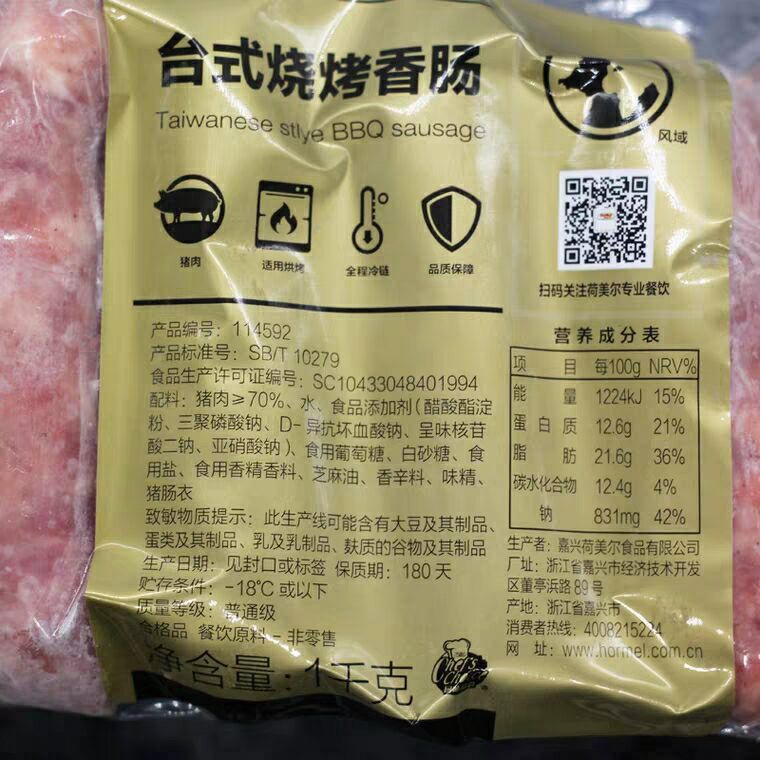 台式烧烤香肠
Taiwanese stlye BBQ sausage
风域
猪肉
适用烘烤
全程冷链
品质保障
扫码关注荷美尔专业餐饮
产品编号：114592
产品标准号：SB/T 10279
食品生产许可证编号：SC10433048401994
配料：猪肉≥70%、水、食品添加剂（醋酸酯淀
粉、三聚磷酸钠、D-异抗坏血酸钠、呈味核苷
酸二钠、亚硝酸钠）、食用葡萄糖、白砂糖、食
用盐、食用香精香料、芝麻油、香辛料、味精、
猪肠衣
致敏物质提示：此生产线可能含有大豆及其制品、
蛋类及其制品、乳及乳制品、麸质的谷物及其制品
生产日期：见封口或标签 保质期：180天
贮存条件：-18℃或以下
质量等级：普通级
合格品 餐饮原料-非零售
净含量：1千克
Chef's
营养成分表
项 目 每100g NRV%
能 量 1224kJ 15%
蛋白质 12.6g 21%
脂 肪 21.6g 36%
碳水化合物 12.4g 4%
钠 831mg 42%
生产者：嘉兴荷美尔食品有限公司
厂址：浙江省嘉兴市经济技术开发
区董亭浜路89号
产地：浙江省嘉兴市
消费者热线：4008215224
网 址：www.hormel.com.cn